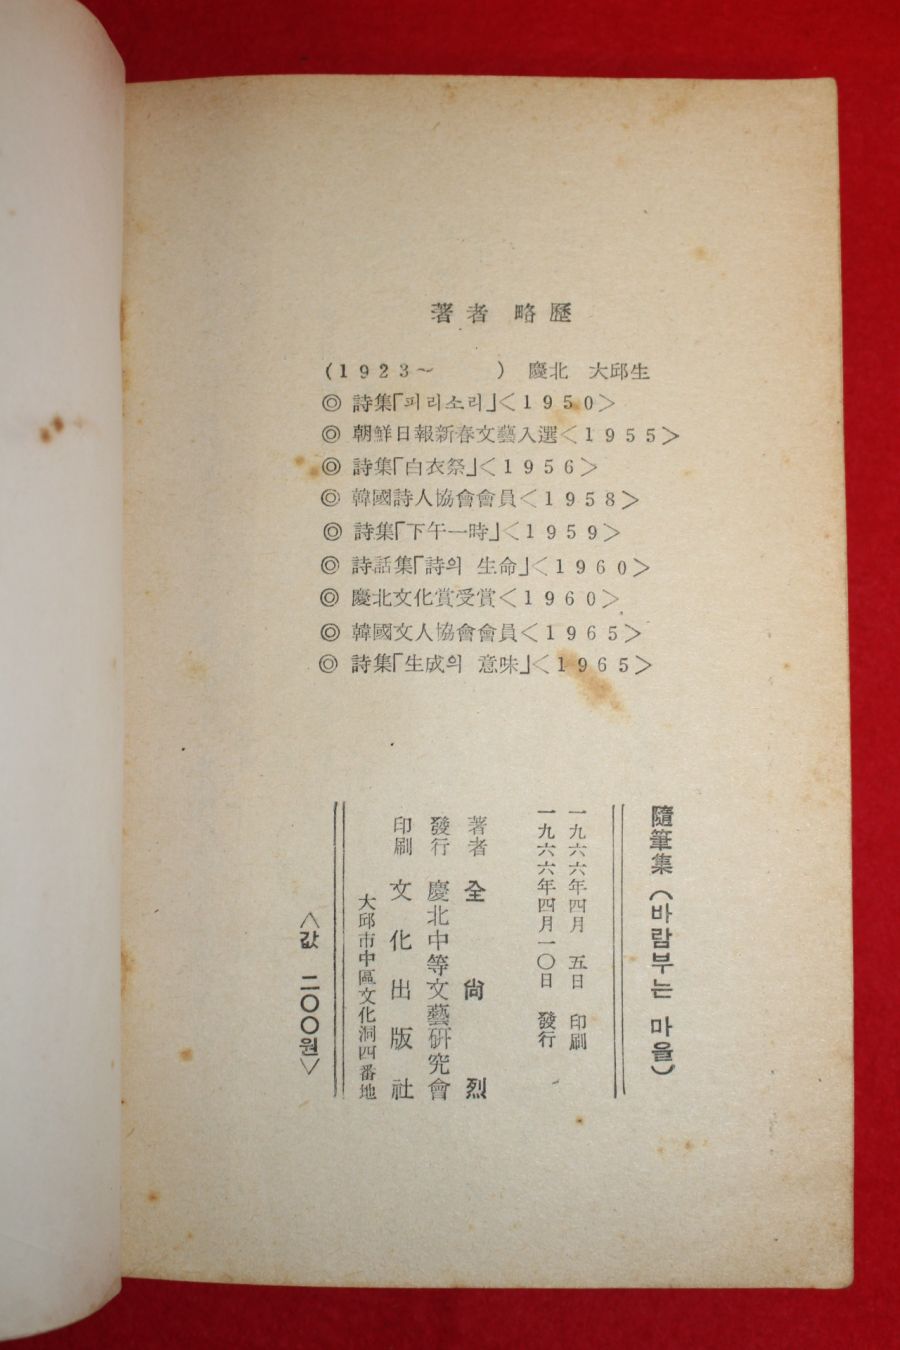 著者 略歷
(1923~　　) 慶北 大邱生
◎ 詩集「피리소리」<1950>
◎ 朝鮮日報新春文藝入選<1955>
◎ 詩集「白衣祭」<1956>
◎ 韓國詩人協會會員<1958>
◎ 詩集「下午一時」<1959>
◎ 詩話集「詩의 生命」<1960>
◎ 慶北文化賞受賞<1960>
◎ 韓國文人協會會員<1965>
◎ 詩集「生成의 意味」<1965>
隨筆集 (바람부는 마을)
一九六六年四月 五日 印刷
一九六六年四月一〇日 發行
著者 全尙烈
發行 慶北中等文藝硏究會
印刷 文化出版社
大邱市中區文化洞四番地
<값 二〇〇원>